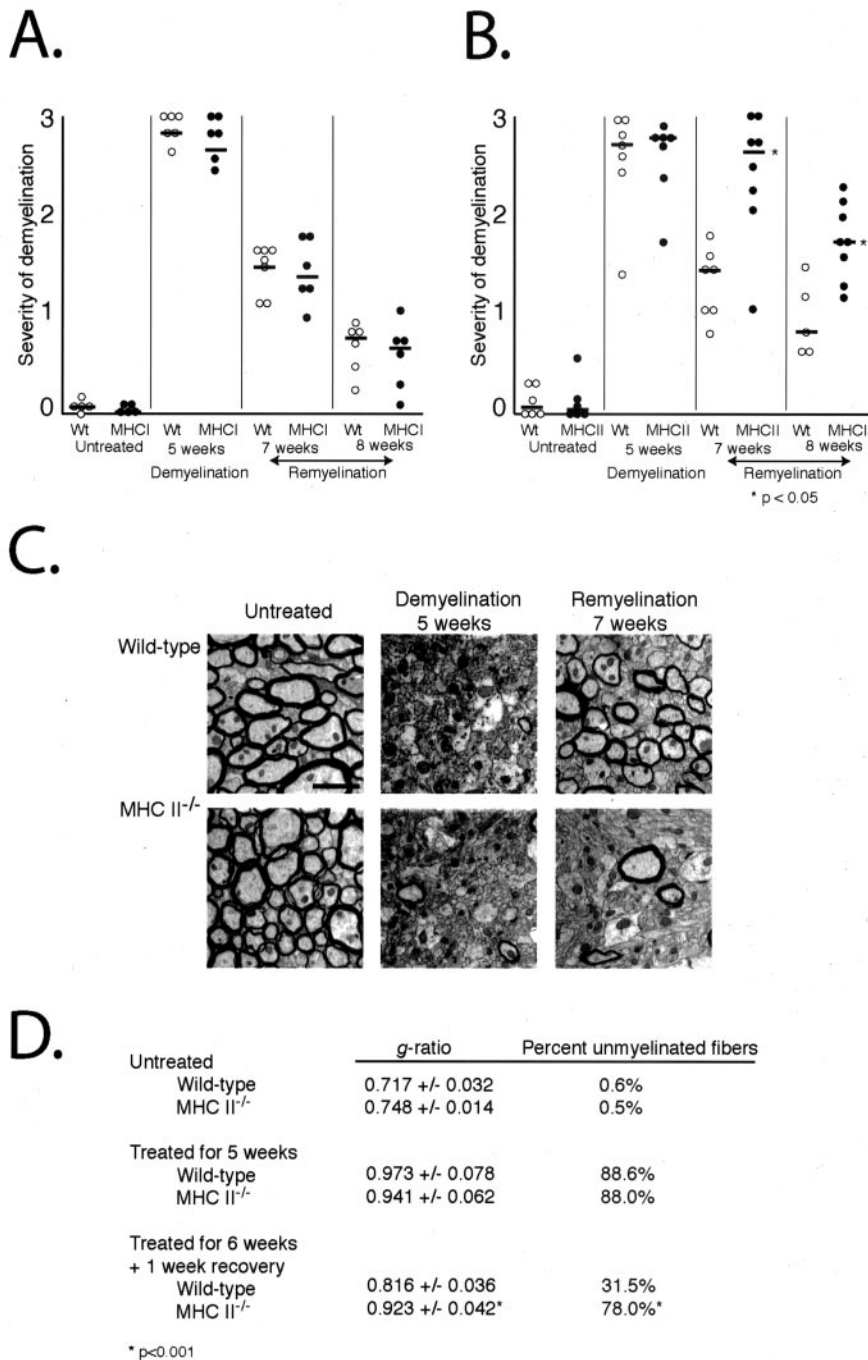 A.
B.
Severity of demyelination
3
2
1
0
Wt MHCI Wt MHCI Wt MHCI Wt MHCI
Untreated 5 weeks 7 weeks 8 weeks
Demyelination Remyelination
Severity of demyelination
3
2
1
0
*
*
Wt MHCII Wt MHCII Wt MHCII Wt MHCI
Untreated 5 weeks 7 weeks 8 weeks
Demyelination Remyelination
* p < 0.05
C.
Untreated Demyelination 5 weeks Remyelination 7 weeks
Wild-type
MHC II-/-
D.
g-ratio Percent unmyelinated fibers
Untreated
Wild-type 0.717 +/- 0.032 0.6%
MHC II-/- 0.748 +/- 0.014 0.5%
Treated for 5 weeks
Wild-type 0.973 +/- 0.078 88.6%
MHC II-/- 0.941 +/- 0.062 88.0%
Treated for 6 weeks
+ 1 week recovery
Wild-type 0.816 +/- 0.036 31.5%
MHC II-/- 0.923 +/- 0.042* 78.0%*
* p<0.001